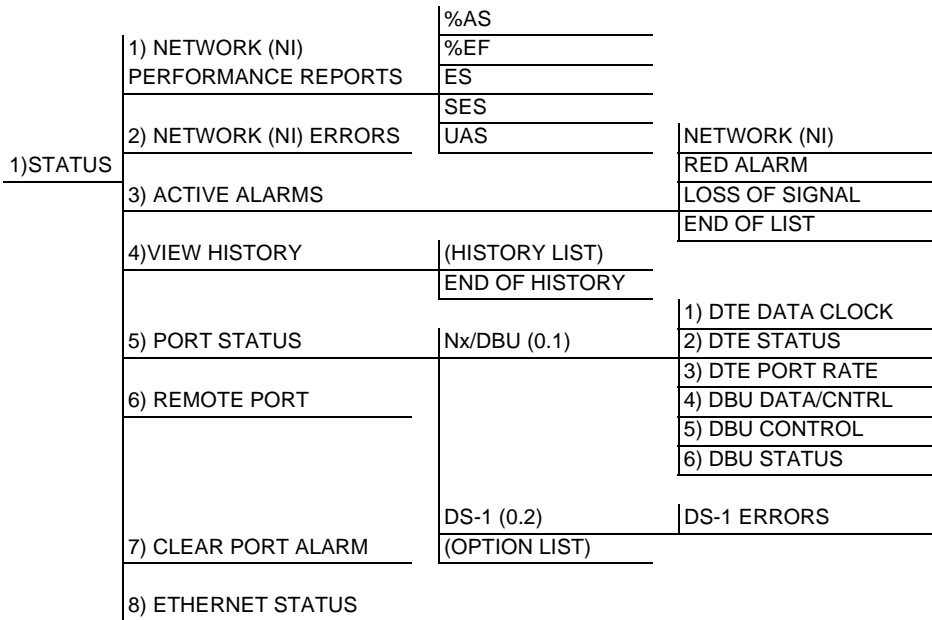 1)STATUS
1) NETWORK (NI)
PERFORMANCE REPORTS
%AS
%EF
ES
SES
UAS
2) NETWORK (NI) ERRORS
3) ACTIVE ALARMS
NETWORK (NI)
RED ALARM
LOSS OF SIGNAL
END OF LIST
4)VIEW HISTORY
(HISTORY LIST)
END OF HISTORY
5) PORT STATUS
Nx/DBU (0.1)
1) DTE DATA CLOCK
2) DTE STATUS
3) DTE PORT RATE
4) DBU DATA/CNTRL
5) DBU CONTROL
6) DBU STATUS
DS-1 (0.2)
DS-1 ERRORS
(OPTION LIST)
6) REMOTE PORT
7) CLEAR PORT ALARM
8) ETHERNET STATUS